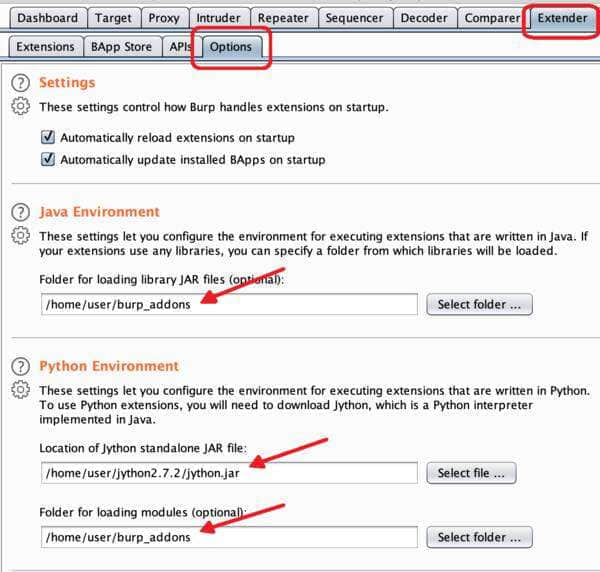 Dashboard Target Proxy Intruder Repeater Sequencer Decoder Comparer Extender
Extensions BApp Store APIs Options
? Settings
These settings control how Burp handles extensions on startup.
Automatically reload extensions on startup
Automatically update installed BApps on startup
? Java Environment
These settings let you configure the environment for executing extensions that are written in Java. If
your extensions use any libraries, you can specify a folder from which libraries will be loaded.
Folder for loading library JAR files (optional):
/home/user/burp_addons Select folder ...
? Python Environment
These settings let you configure the environment for executing extensions that are written in Python.
To use Python extensions, you will need to download Jython, which is a Python interpreter
implemented in Java.
Location of Jython standalone JAR file:
/home/user/jython2.7.2/jython.jar Select file ...
Folder for loading modules (optional):
/home/user/burp_addons Select folder ...